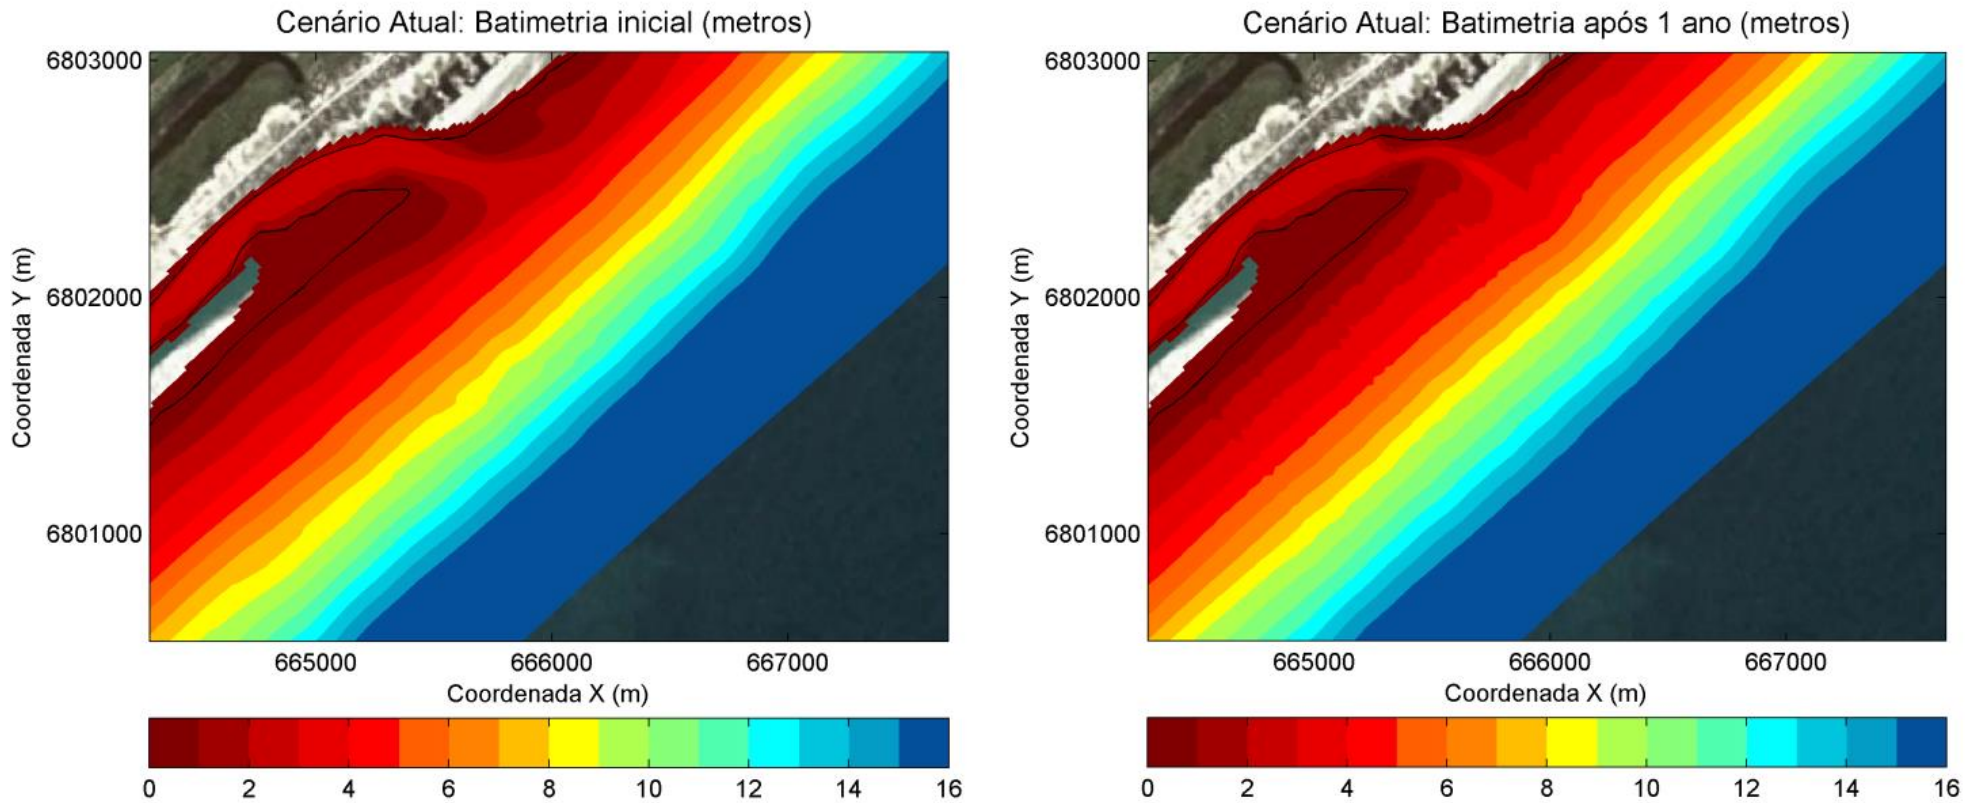 Cenário Atual: Batimetria inicial (metros)
6803000
6802000
6801000
Coordenada Y (m)
665000 666000 667000
Coordenada X (m)
0 2 4 6 8 10 12 14 16
Cenário Atual: Batimetria após 1 ano (metros)
6803000
6802000
6801000
Coordenada Y (m)
665000 666000 667000
Coordenada X (m)
0 2 4 6 8 10 12 14 16